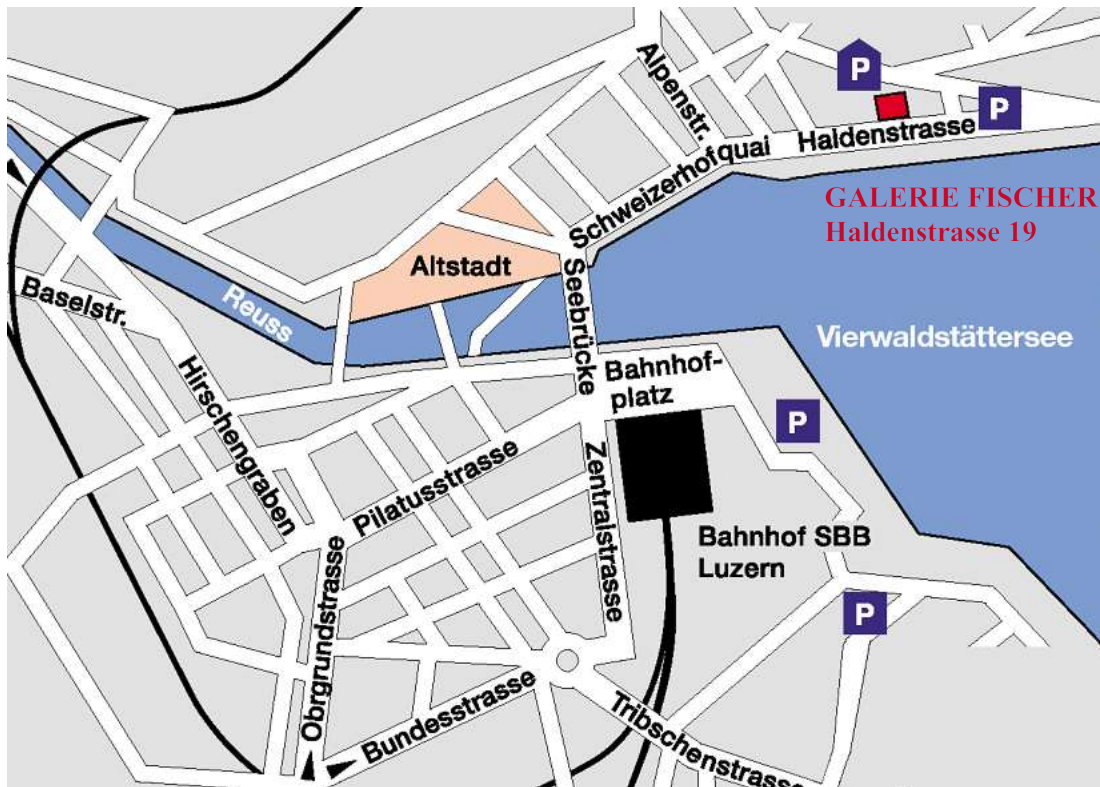 Alpenstr.
P
P
Haldenstrasse
Schweizerhofquai
GALERIE FISCHER
Haldenstrasse 19
Altstadt
Seebrücke
Baselstr.
Reuss
Vierwaldstättersee
Bahnhof-
platz
Hirschengraben
P
Pilatusstrasse
Zentralstrasse
Bahnhof SBB
Luzern
Obrgrundstrasse
P
Bundesstrasse
Tribschenstrasse